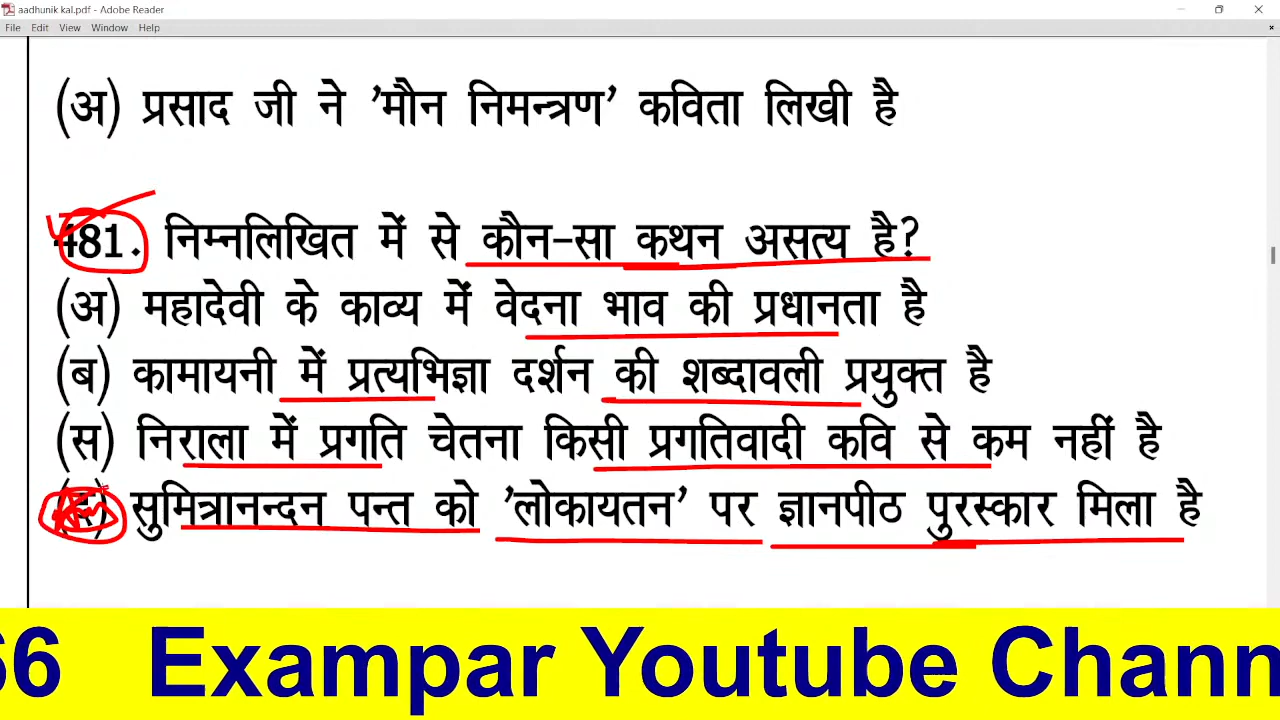 aadhunik kal.pdf - Adobe Reader
File Edit View Window Help
(अ) प्रसाद जी ने 'मौन निमन्त्रण' कविता लिखी है
481. निम्नलिखित में से कौन-सा कथन असत्य है?
(अ) महादेवी के काव्य में वेदना भाव की प्रधानता है
(ब) कामायनी में प्रत्यभिज्ञा दर्शन की शब्दावली प्रयुक्त है
(स) निराला में प्रगति चेतना किसी प्रगतिवादी कवि से कम नहीं है
(द) सुमित्रानन्दन पन्त को 'लोकायतन' पर ज्ञानपीठ पुरस्कार मिला है
66 Exampar Youtube Chann